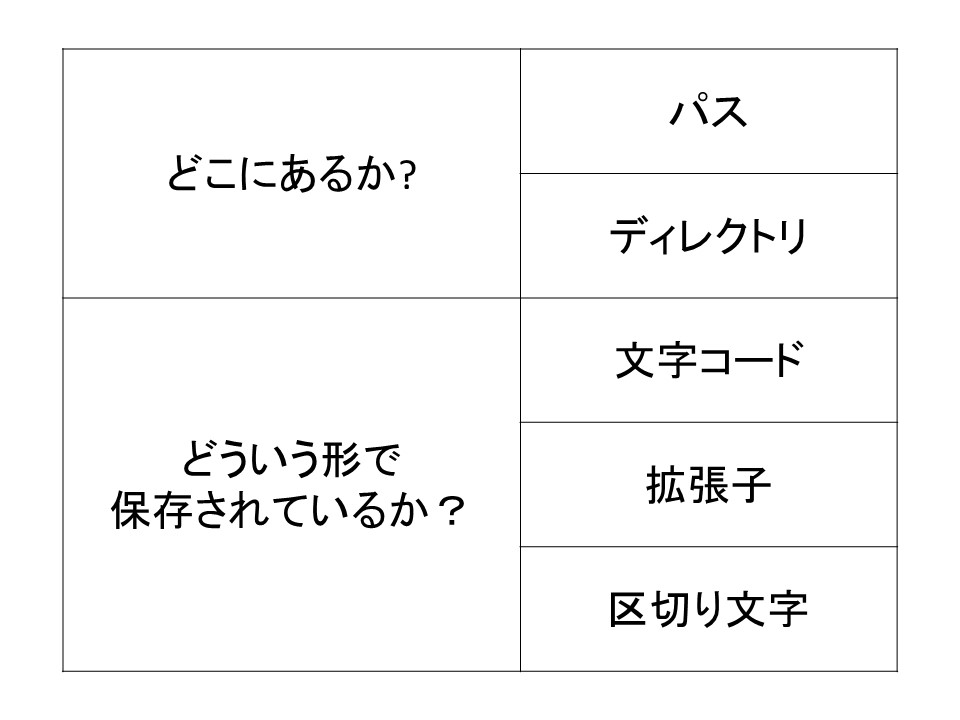 どこにあるか?
パス
ディレクトリ
どういう形で
保存されているか？
文字コード
拡張子
区切り文字